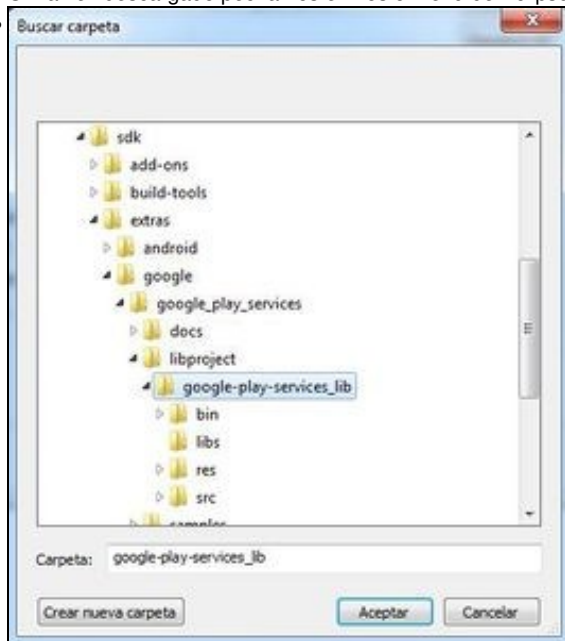 Buscar carpeta
sdk
add-ons
build-tools
extras
android
google
google_play_services
docs
libproject
google-play-services_lib
bin
libs
res
src
samples
Carpeta: google-play-services_lib
Crear nueva carpeta Aceptar Cancelar